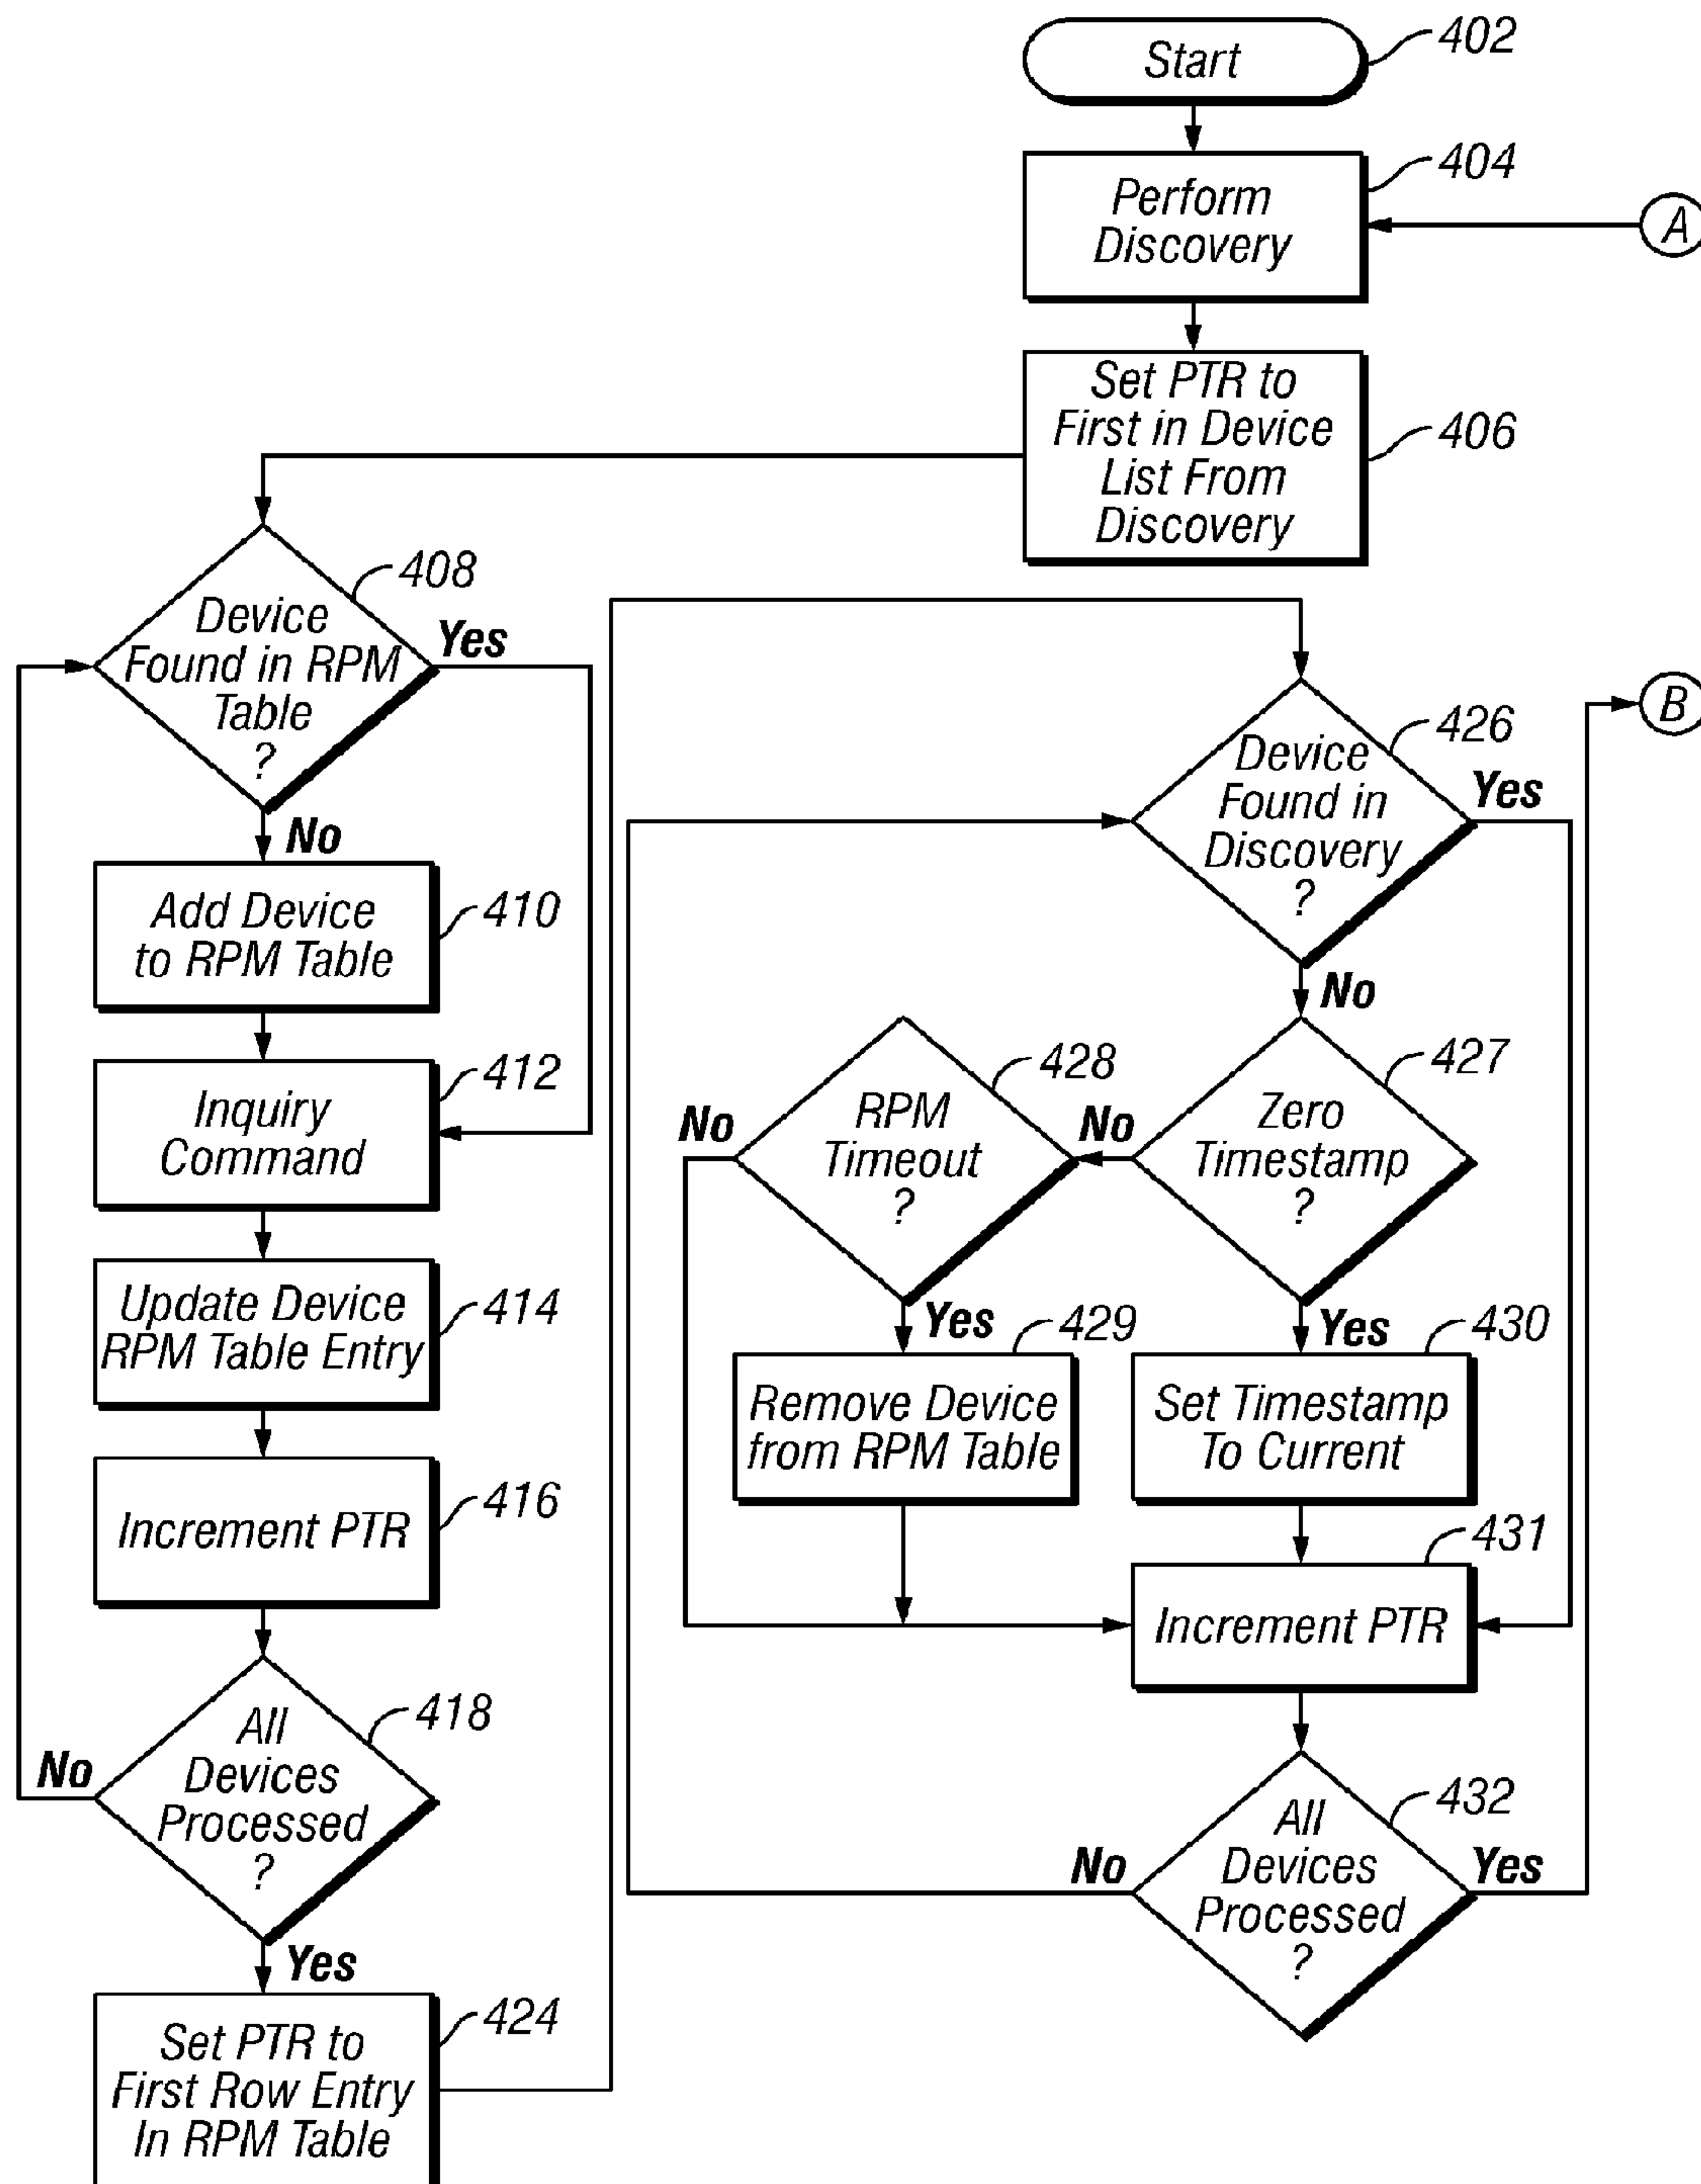 Start
402
Perform
Discovery
404
A
Set PTR to
First in Device
List From
Discovery
406
Device
Found in RPM
Table
?
408
Yes
No
Add Device
to RPM Table
410
Inquiry
Command
412
Update Device
RPM Table Entry
414
Increment PTR
416
All
Devices
Processed
?
418
No
Yes
Set PTR to
First Row Entry
In RPM Table
424
Device
Found in
Discovery
?
426
Yes
No
B
Zero
Timestamp
?
427
No
Yes
RPM
Timeout
?
428
No
Yes
Remove Device
from RPM Table
429
Set Timestamp
To Current
430
Increment PTR
431
All
Devices
Processed
?
432
No
Yes